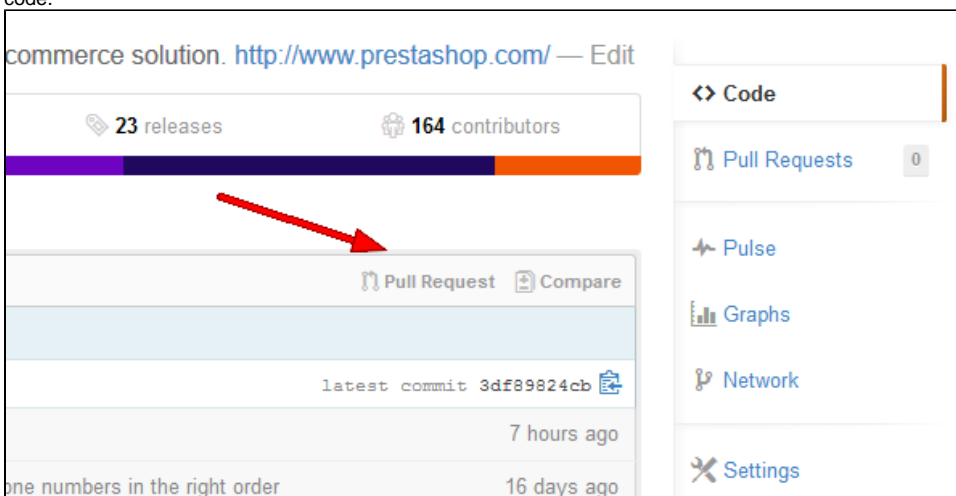 code.
commerce solution. http://www.prestashop.com/ — Edit
23 releases
164 contributors
Pull Request
Compare
latest commit 3df89824cb
7 hours ago
one numbers in the right order
16 days ago
Code
Pull Requests 0
Pulse
Graphs
Network
Settings